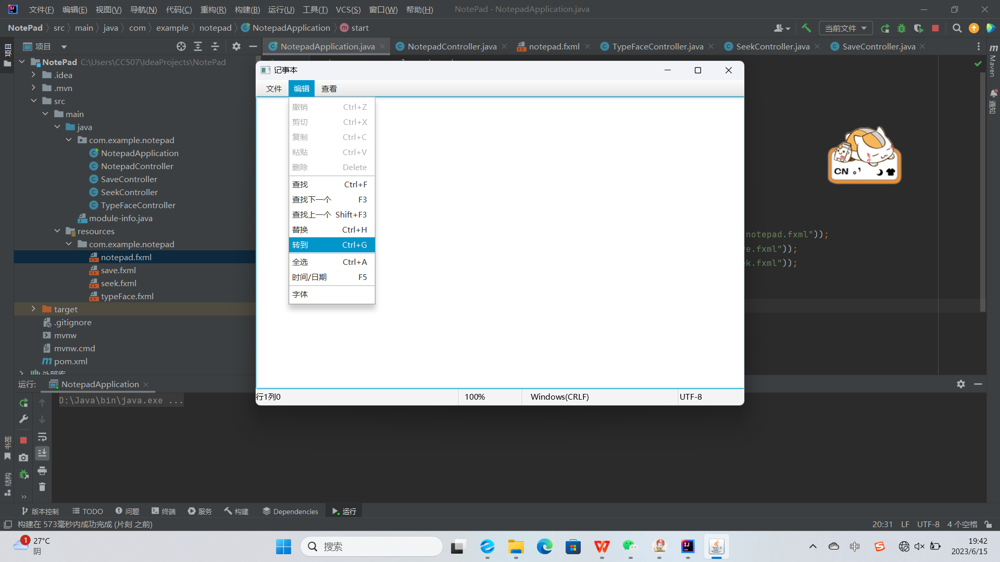 文件(F) 编辑(E) 视图(V) 导航(N) 代码(C) 重构(R) 构建(B) 运行(U) 工具(T) VCS(S) 窗口(W) 帮助(H) NotePad - NotepadApplication.java
NotePad src main java com example notepad NotepadApplication start
当前文件
项目
NotepadApplication.java NotepadController.java notepad.fxml TypeFaceController.java SeekController.java SaveController.java
项目
Maven
通知
NotePad C:\Users\CC507\IdeaProjects\NotePad
.idea
.mvn
src
main
java
com.example.notepad
NotepadApplication
NotepadController
SaveController
SeekController
TypeFaceController
module-info.java
resources
com.example.notepad
notepad.fxml
save.fxml
seek.fxml
typeFace.fxml
target
.gitignore
mvnw
mvnw.cmd
pom.xml
外部库
记事本
文件 编辑 查看
撤销 Ctrl+Z
剪切 Ctrl+X
复制 Ctrl+C
粘贴 Ctrl+V
删除 Delete
查找 Ctrl+F
查找下一个 F3
查找上一个 Shift+F3
替换 Ctrl+H
转到 Ctrl+G
全选 Ctrl+A
时间/日期 F5
字体
行1列0 100% Windows(CRLF) UTF-8
notepad.fxml"));
e.fxml"));
k.fxml"));
CN
运行: NotepadApplication
D:\Java\bin\java.exe ...
书签
结构
版本控制 TODO 问题 终端 服务 构建 Dependencies 运行
构建在 573毫秒内成功完成 (片刻 之前)
20:31 LF UTF-8 4 个空格
1
27°C
阴
搜索
中
19:42
2023/6/15